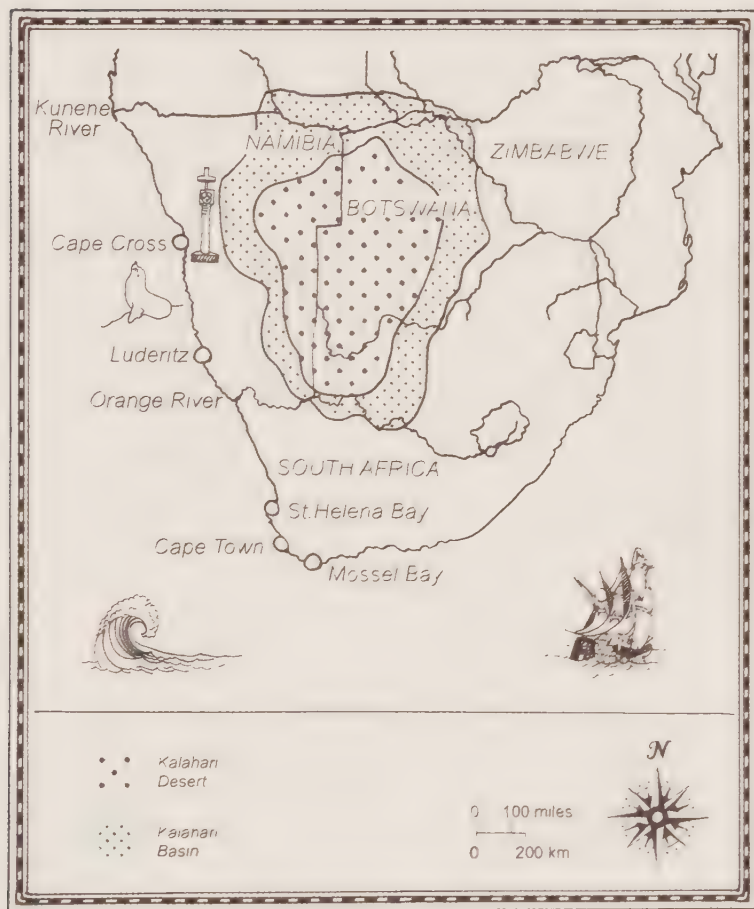 Kunene
River
NAMIBIA
ZIMBABWE
BOTSWANA
Cape Cross
Luderitz
Orange River
SOUTH AFRICA
St. Helena Bay
Cape Town
Mossel Bay
Kalahari
Desert
Kalahari
Basin
N
0 100 miles
0 200 km